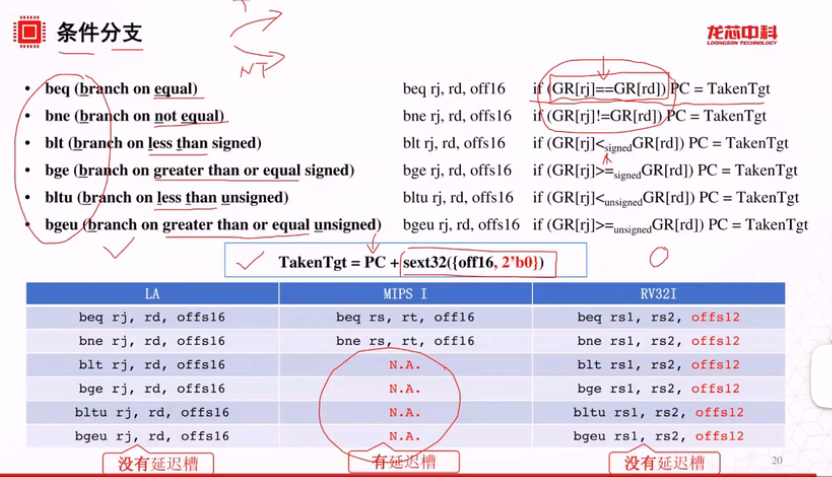 条件分支
龙芯中科
LOONGSON TECHNOLOGY
T
NT
• beq (branch on equal) beq rj, rd, off16 if (GR[rj]==GR[rd]) PC = TakenTgt
• bne (branch on not equal) bne rj, rd, offs16 if (GR[rj]!=GR[rd]) PC = TakenTgt
• blt (branch on less than signed) blt rj, rd, offs16 if (GR[rj]<signedGR[rd]) PC = TakenTgt
• bge (branch on greater than or equal signed) bge rj, rd, offs16 if (GR[rj]>=signedGR[rd]) PC = TakenTgt
• bltu (branch on less than unsigned) bltu rj, rd, offs16 if (GR[rj]<unsignedGR[rd]) PC = TakenTgt
• bgeu (branch on greater than or equal unsigned) bgeu rj, rd, offs16 if (GR[rj]>=unsignedGR[rd]) PC = TakenTgt
TakenTgt = PC + sext32({off16, 2’b0})
LA MIPS I RV32I
beq rj, rd, offs16 beq rs, rt, off16 beq rs1, rs2, offs12
bne rj, rd, offs16 bne rs, rt, off16 bne rs1, rs2, offs12
blt rj, rd, offs16 N.A. blt rs1, rs2, offs12
bge rj, rd, offs16 N.A. bge rs1, rs2, offs12
bltu rj, rd, offs16 N.A. bltu rs1, rs2, offs12
bgeu rj, rd, offs16 N.A. bgeu rs1, rs2, offs12
没有延迟槽 有延迟槽 没有延迟槽
20